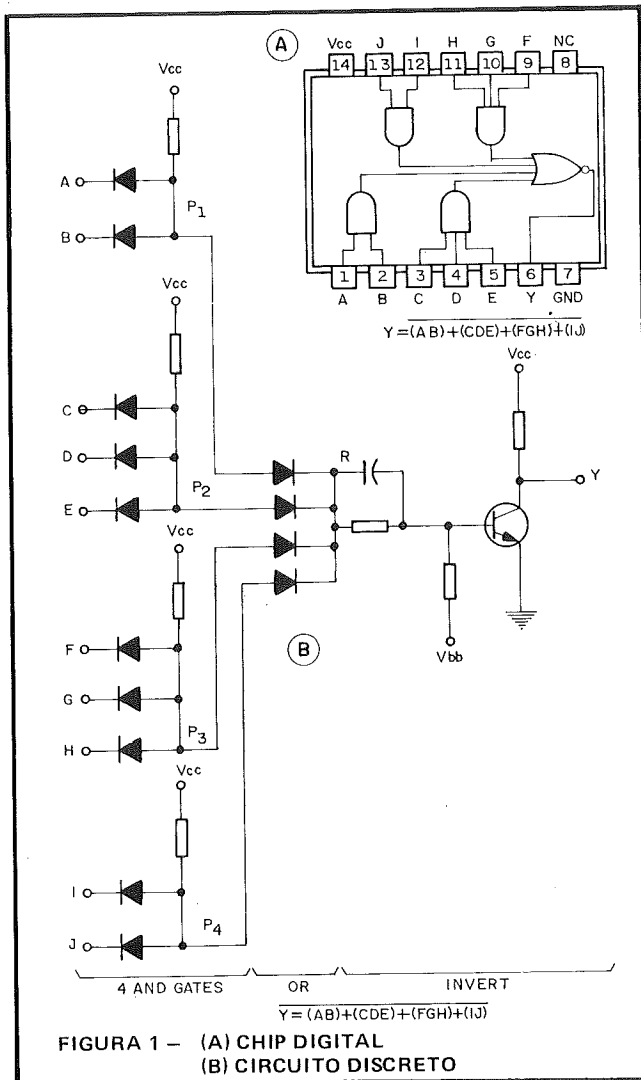 A
Vcc J I H G F NC
14 13 12 11 10 9 8
1 2 3 4 5 6 7
A B C D E Y GND
Y=(AB)+(CDE)+(FGH)+(IJ)
Vcc
A
P1
B
Vcc
C
D
P2
E
Vcc
F
G
P3
H
Vcc
I
P4
J
R
Vcc
Y
Vbb
B
4 AND GATES OR INVERT
Y=(AB)+(CDE)+(FGH)+(IJ)
FIGURA 1 – (A) CHIP DIGITAL
(B) CIRCUITO DISCRETO